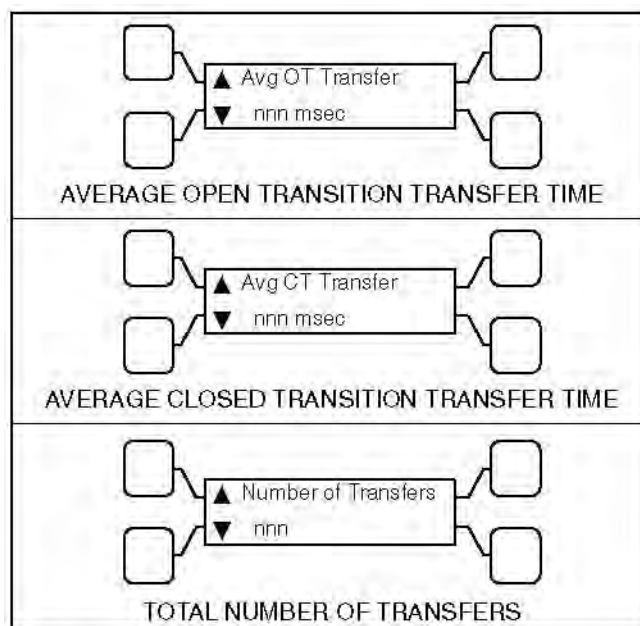 ▲ Avg OT Transfer
▼ nnn msec
AVERAGE OPEN TRANSITION TRANSFER TIME
▲ Avg CT Transfer
▼ nnn msec
AVERAGE CLOSED TRANSITION TRANSFER TIME
▲ Number of Transfers
▼ nnn
TOTAL NUMBER OF TRANSFERS